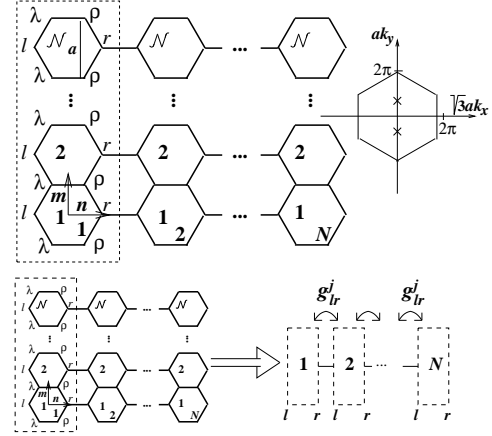 λ ρ
l 𝒩 a r 𝒩 ... 𝒩
λ ρ
⋮ ⋮ ⋮
λ ρ
l 2 r 2 ... 2
λ m n ρ
l 1 1 r 1 2 ... 1 N
λ ρ
ak_y
2π
√3ak_x
2π
λ ρ
l 𝒩 r 𝒩 ... 𝒩
λ ρ
⋮ ⋮ ⋮
λ ρ
l 2 r 2 ... 2
λ m n ρ
l 1 1 r 1 2 ... 1 N
λ ρ
g^j_lr g^j_lr
1 2 ... N
l r l r l r